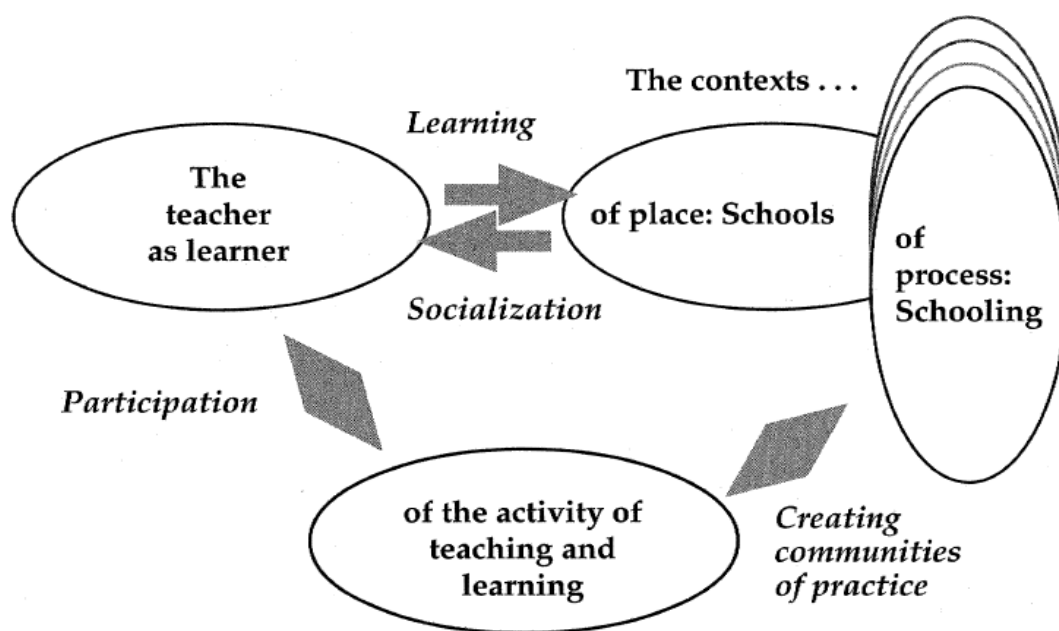 The contexts . . .
Learning
The
teacher
as learner
of place: Schools
of
process:
Schooling
Socialization
Participation
of the activity of
teaching and
learning
Creating
communities
of practice